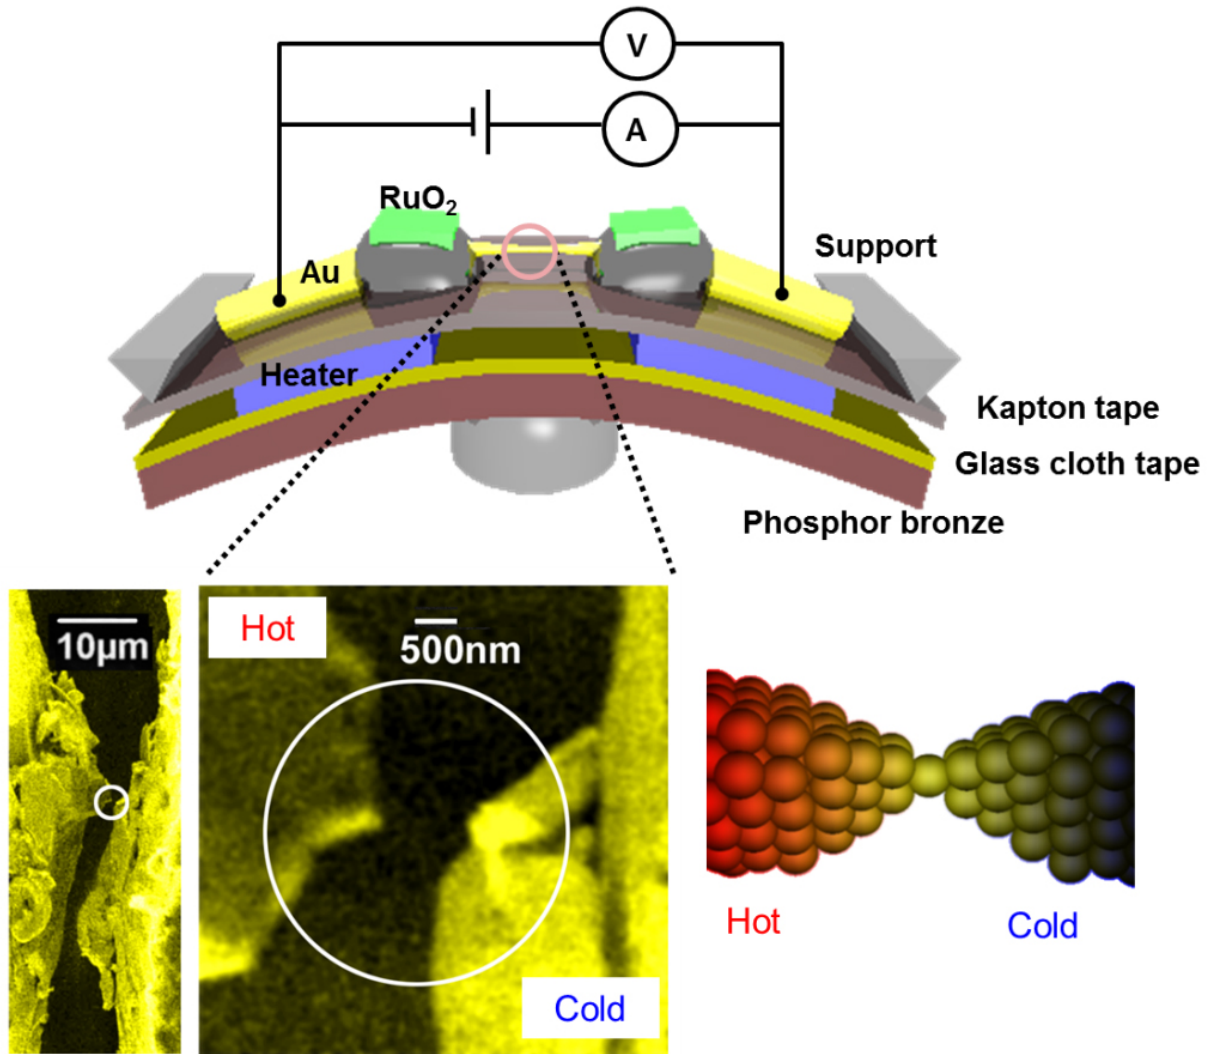 V
A
RuO₂
Support
Au
Heater
Kapton tape
Glass cloth tape
Phosphor bronze
10μm
Hot
500nm
Cold
Hot
Cold